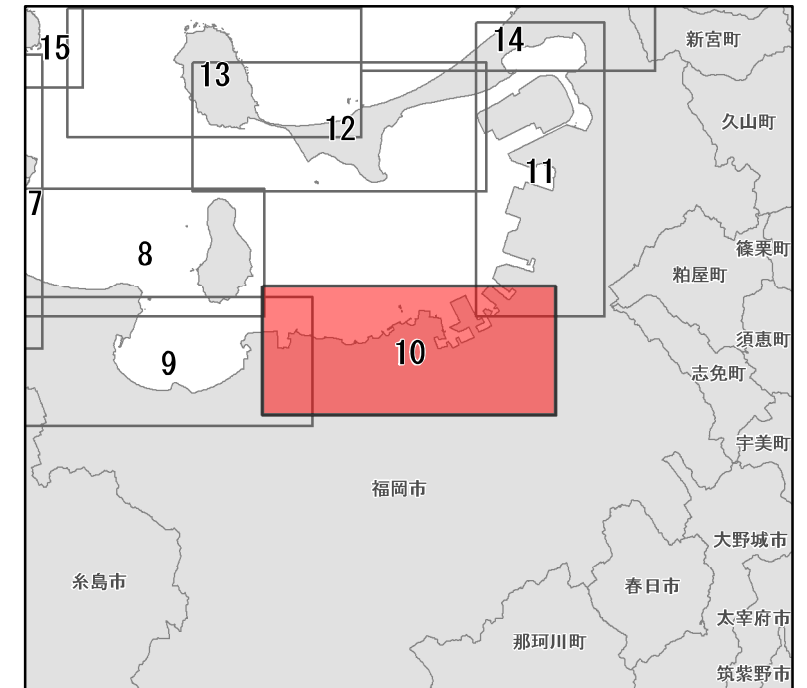 15
14
新宮町
13
久山町
12
11
7
8
篠栗町
粕屋町
須恵町
10
9
志免町
宇美町
福岡市
大野城市
糸島市
春日市
太宰府市
那珂川町
筑紫野市